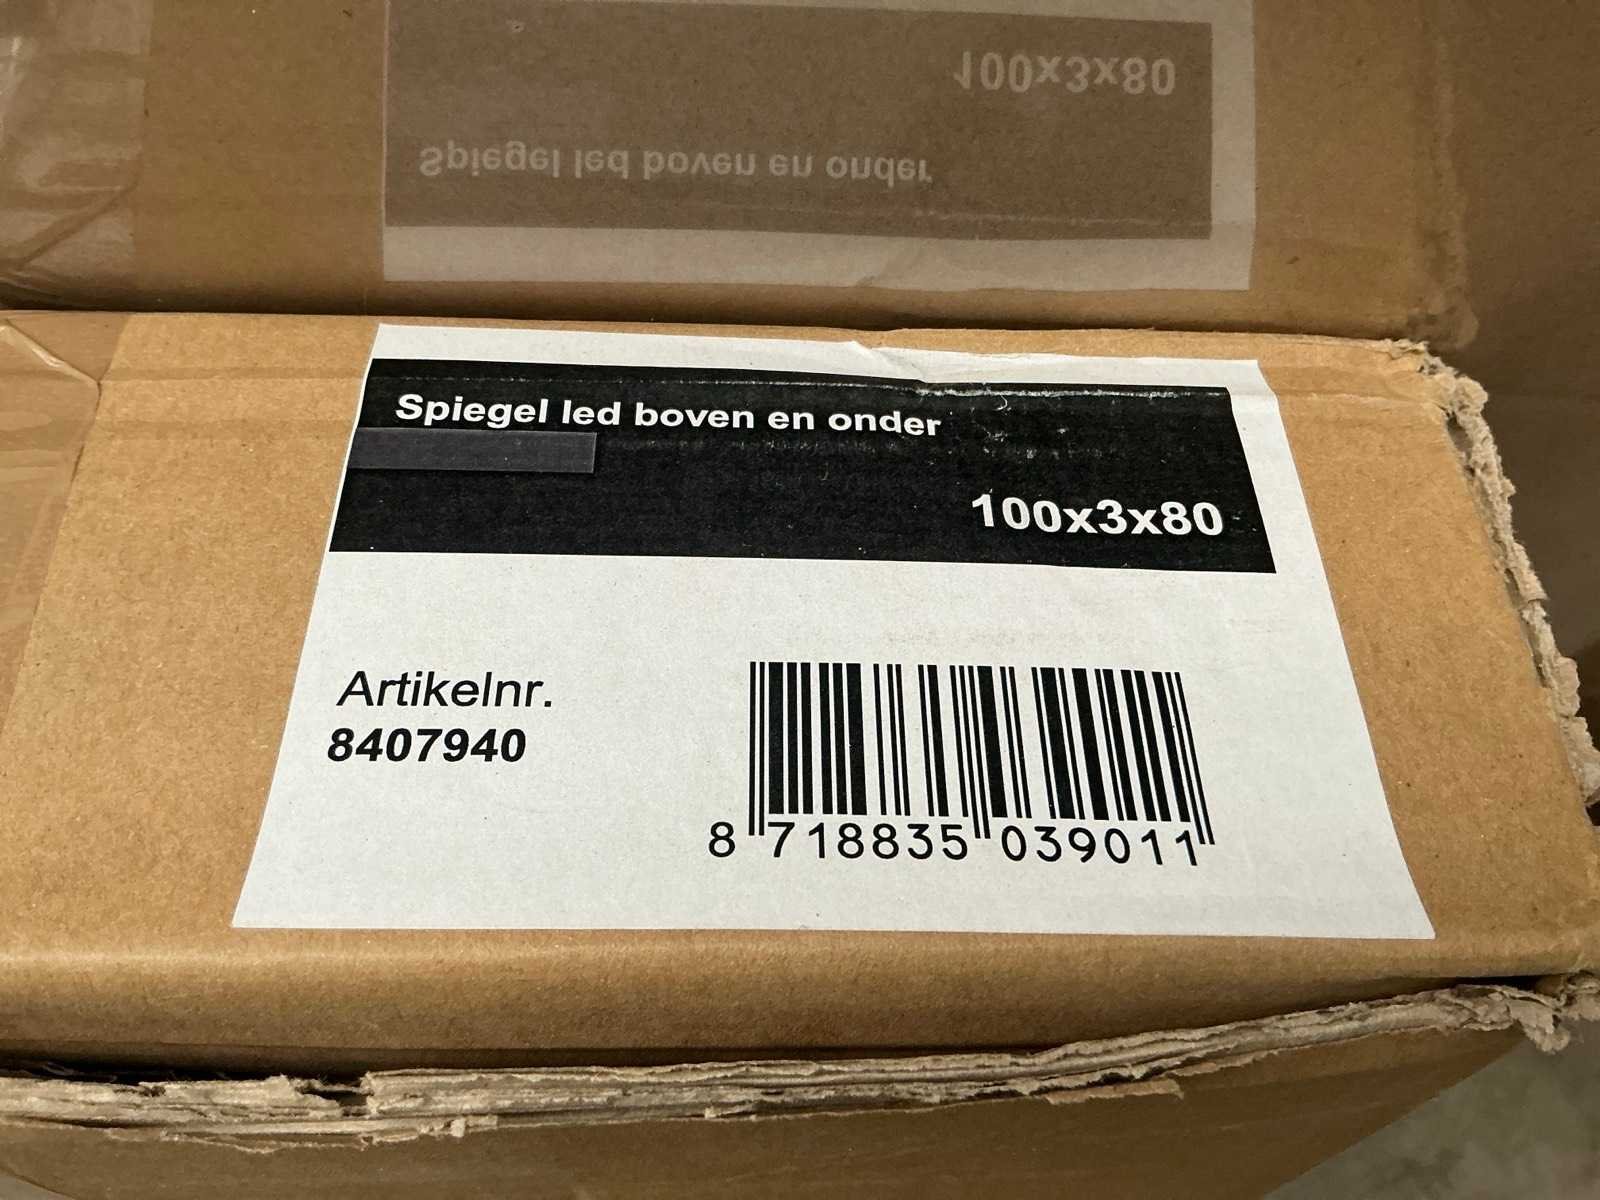 100x3x80
Spiegel led boven en onder
Spiegel led boven en onder
100x3x80
Artikelnr.
8407940
8 718835 039011